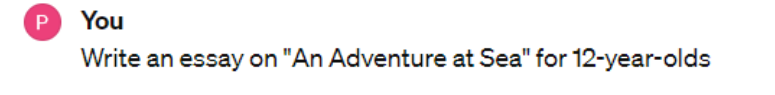 P You
Write an essay on "An Adventure at Sea" for 12-year-olds